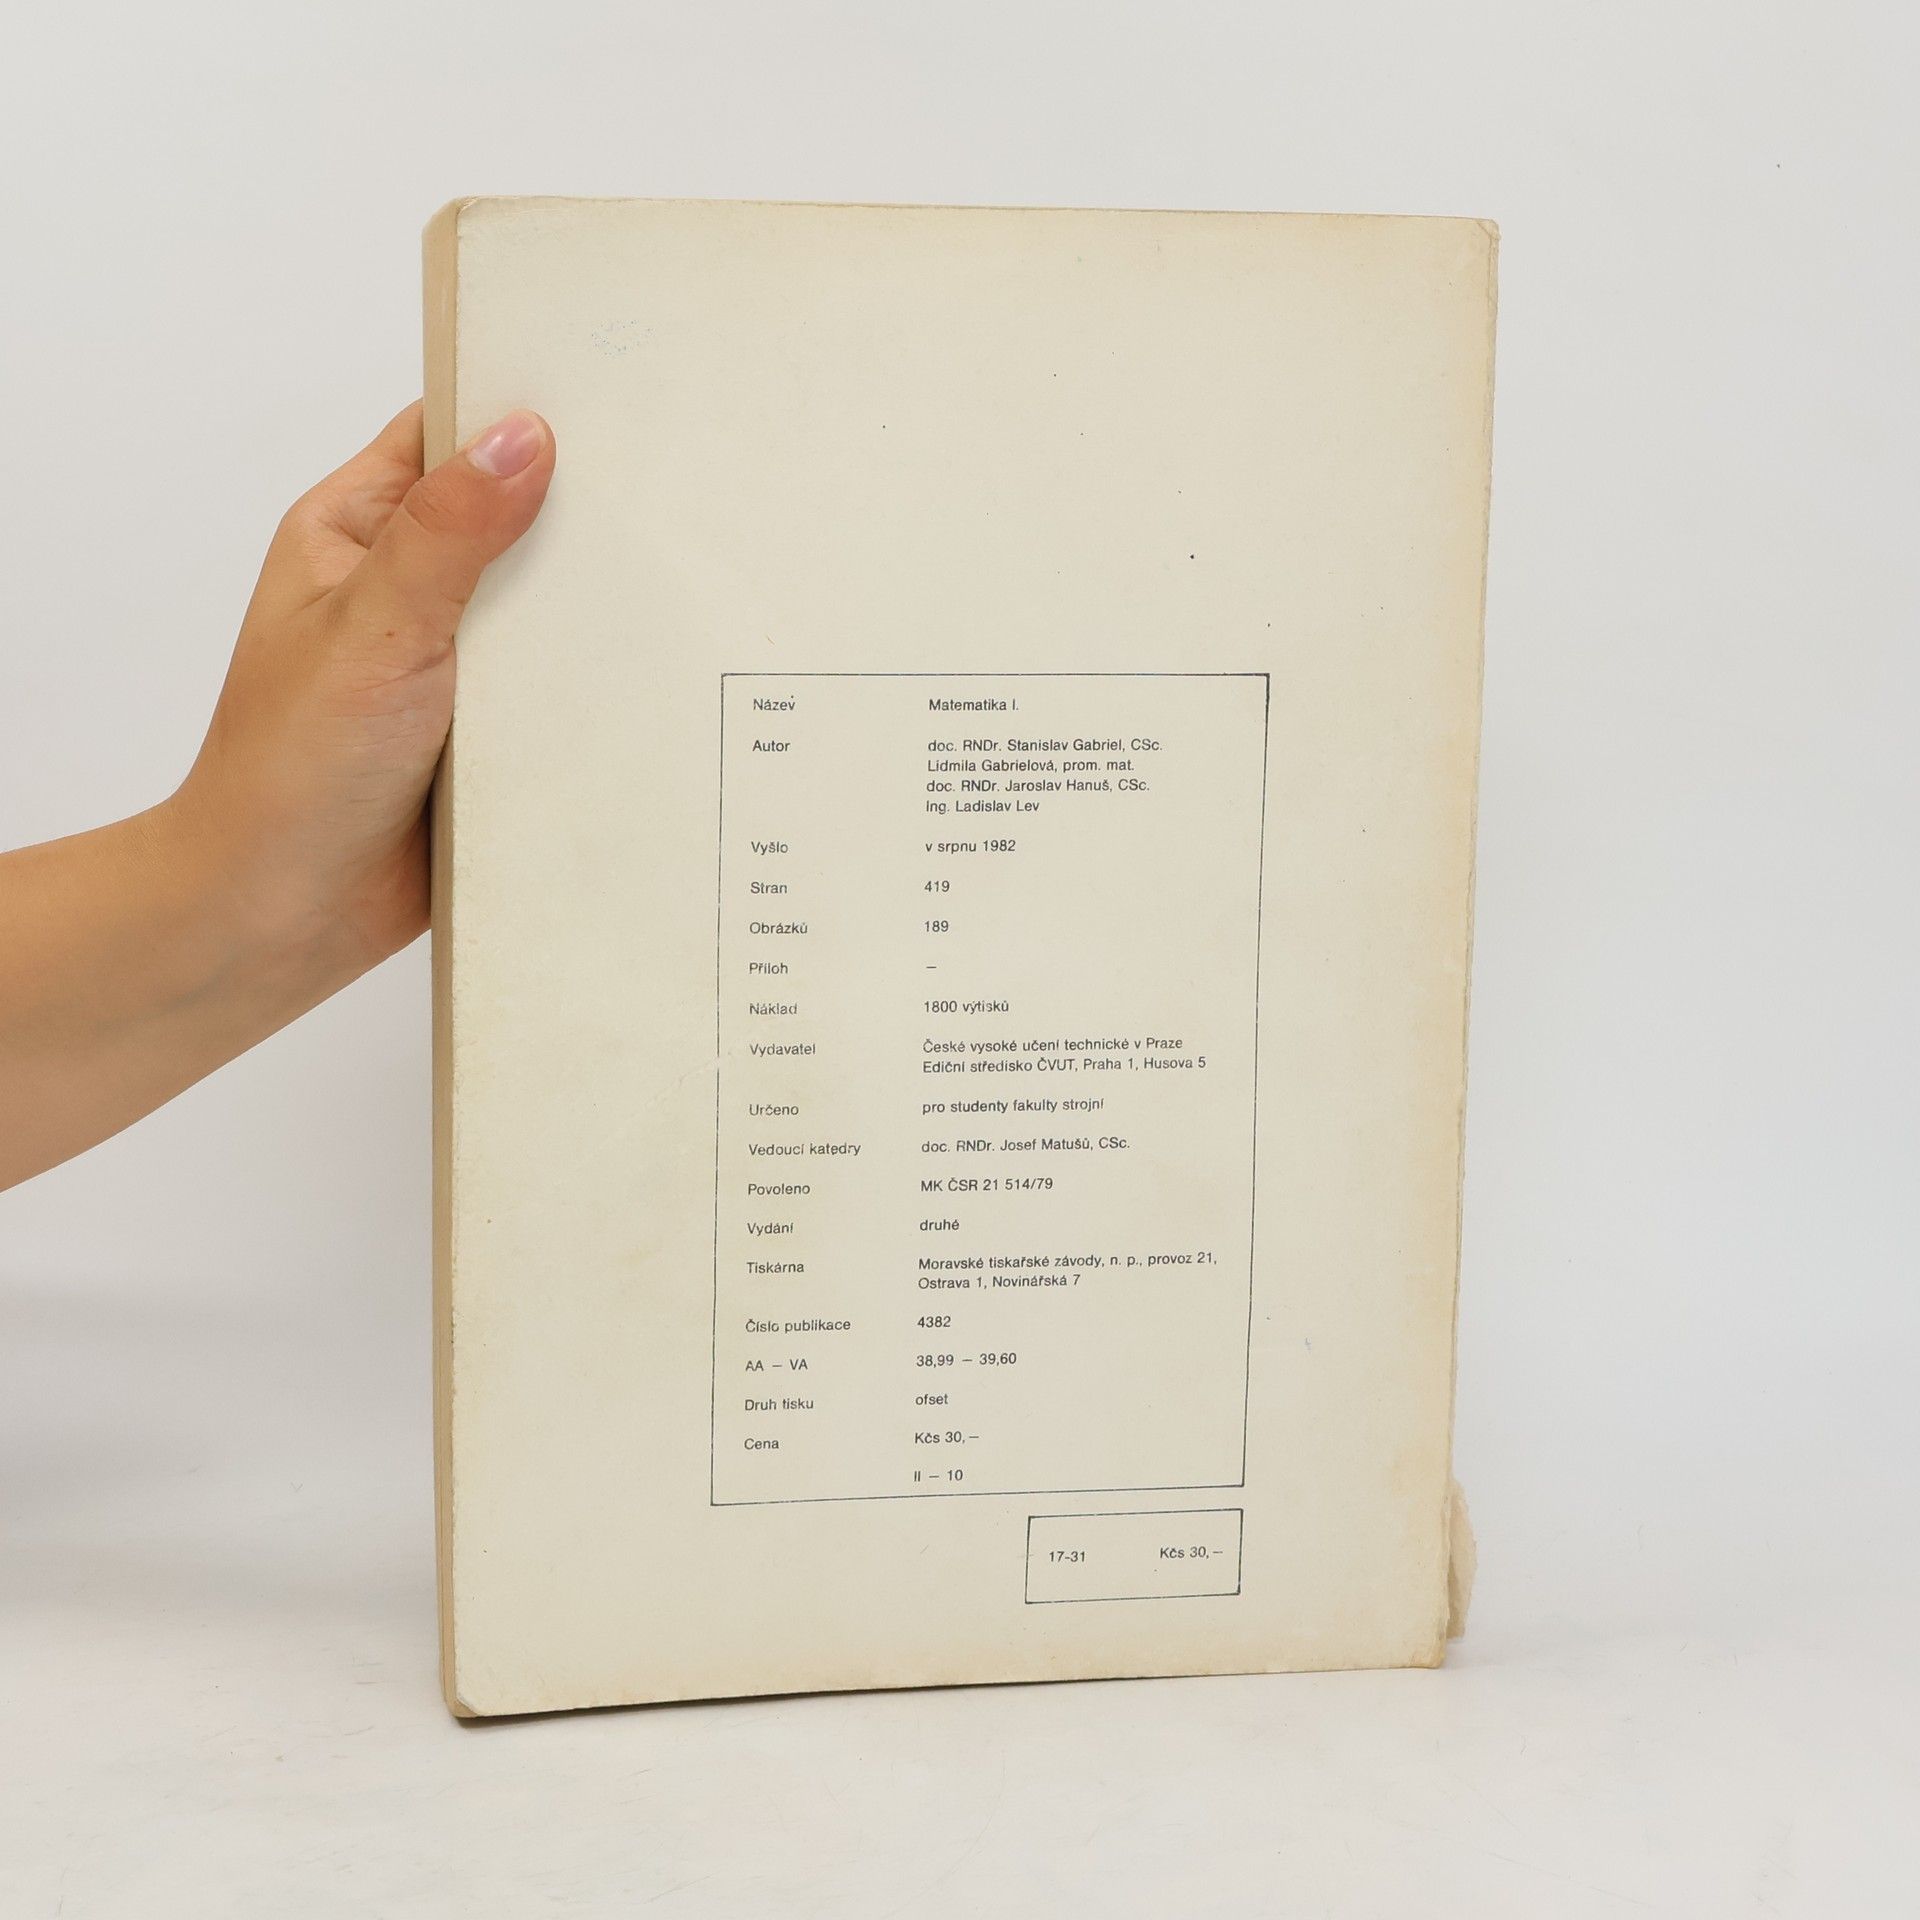 Název Matematika I.
Autor doc. RNDr. Stanislav Gabriel, CSc.
Lidmila Gabrielová, prom. mat.
doc. RNDr. Jaroslav Hanuš, CSc.
Ing. Ladislav Lev
Vyšlo v srpnu 1982
Stran 419
Obrázků 189
Příloh –
Náklad 1800 výtisků
Vydavatel České vysoké učení technické v Praze
Ediční středisko ČVUT, Praha 1, Husova 5
Určeno pro studenty fakulty strojní
Vedoucí katedry doc. RNDr. Josef Matušů, CSc.
Povoleno MK ČSR 21 514/79
Vydání druhé
Tiskárna Moravské tiskařské závody, n. p., provoz 21,
Ostrava 1, Novinářská 7
Číslo publikace 4382
AA – VA 38,99 – 39,60
Druh tisku ofset
Cena Kčs 30,–
II – 10
17-31 Kčs 30,–